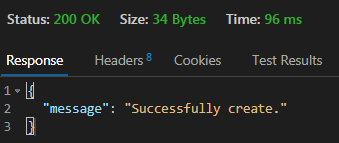 Status: 200 OK Size: 34 Bytes Time: 96 ms
Response Headers 8 Cookies Test Results
1 {
2 "message": "Successfully create."
3 }